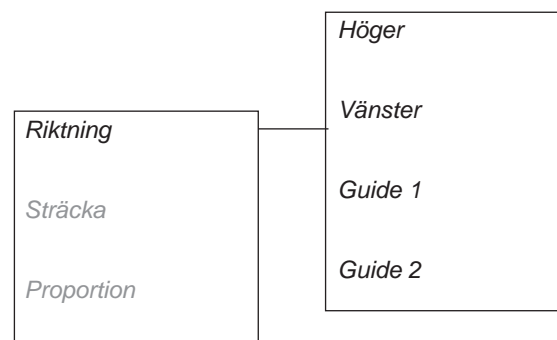 Riktning
Sträcka
Proportion
Höger
Vänster
Guide 1
Guide 2